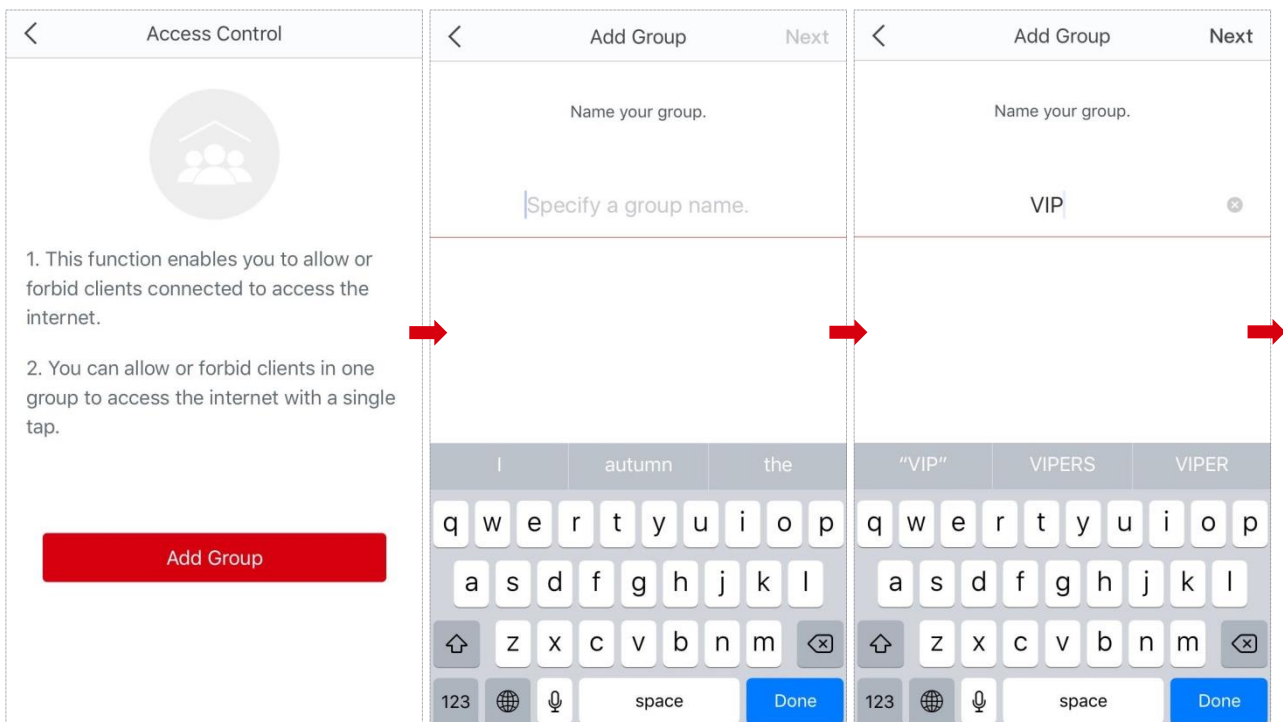 Access Control
1. This function enables you to allow or
forbid clients connected to access the
internet.
2. You can allow or forbid clients in one
group to access the internet with a single
tap.
Add Group
Add Group Next
Name your group.
Specify a group name.
I autumn the
q w e r t y u i o p
a s d f g h j k l
z x c v b n m
123 space Done
Add Group Next
Name your group.
VIP
“VIP” VIPERS VIPER
q w e r t y u i o p
a s d f g h j k l
z x c v b n m
123 space Done